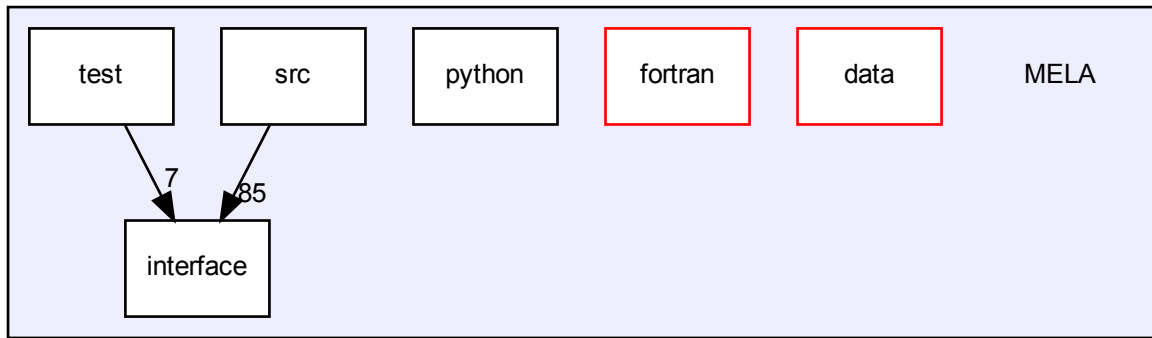 test
src
python
fortran
data
MELA
7
85
interface